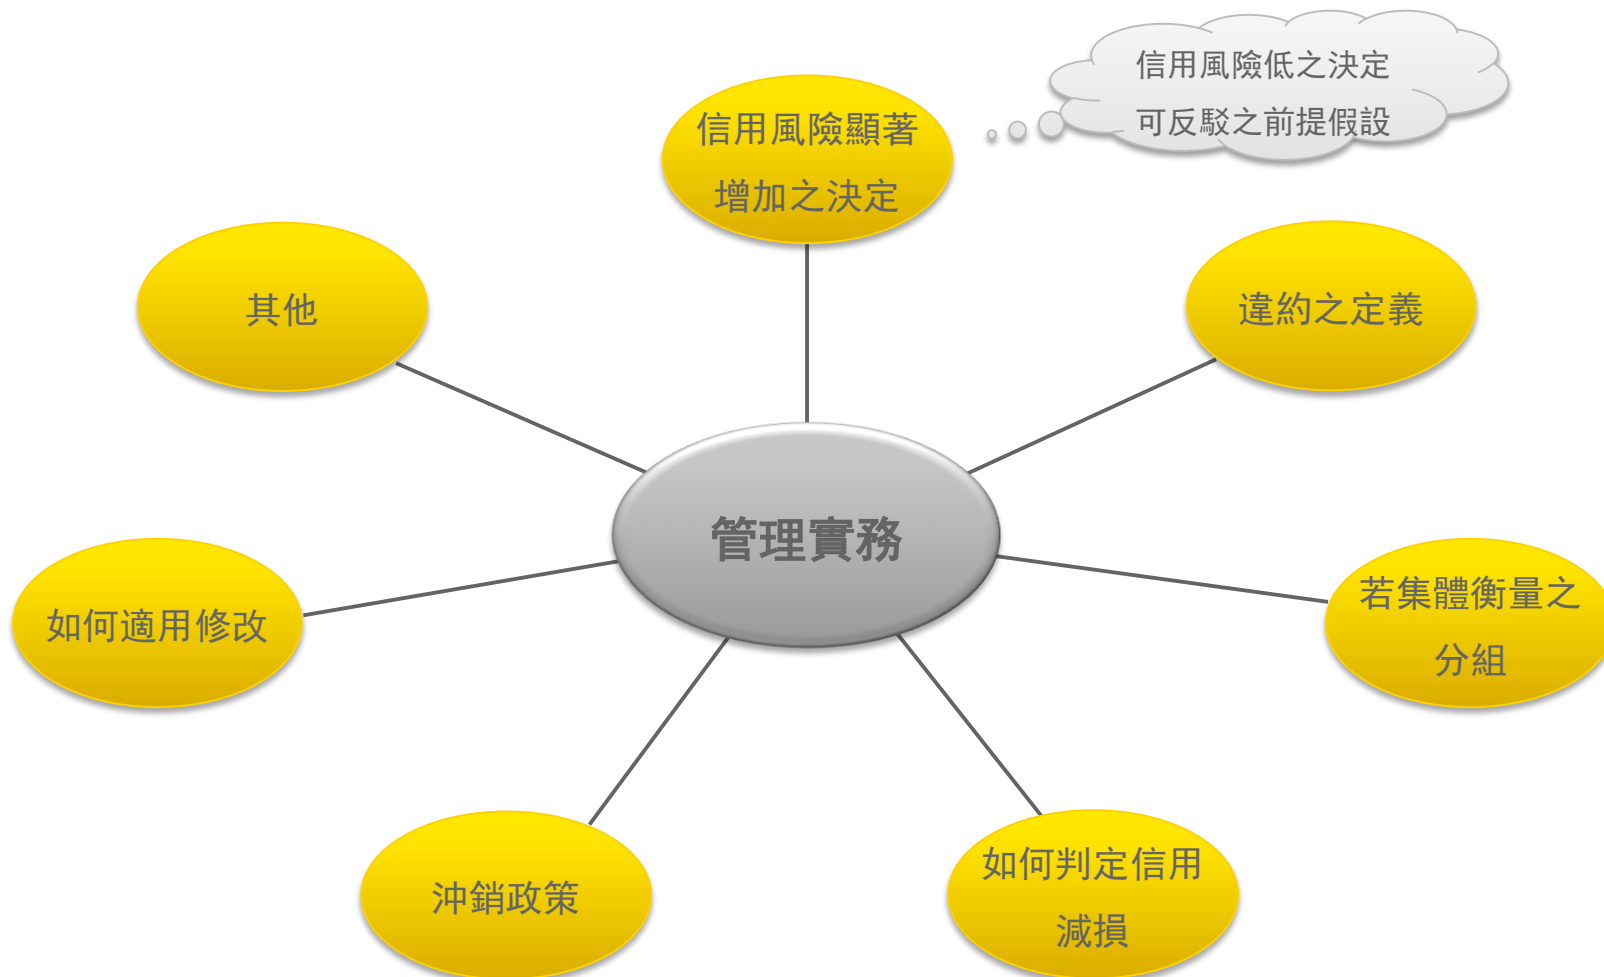 信用風險低之決定
可反駁之前提假設
信用風險顯著
增加之決定
其他
違約之定義
管理實務
如何適用修改
若集體衡量之
分組
沖銷政策
如何判定信用
減損